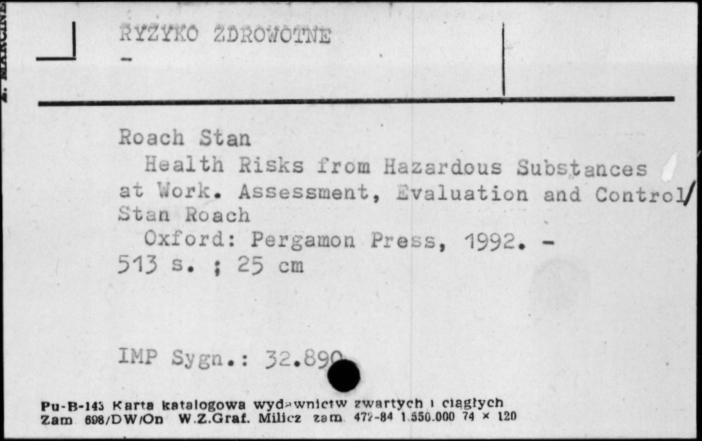 RYZYKO ZDROWOTNE
-
Roach Stan
Health Risks from Hazardous Substances
at Work. Assessment, Evaluation and Control/
Stan Roach
Oxford: Pergamon Press, 1992. -
513 s. ; 25 cm
IMP Sygn.: 32.890
Pu-B-143 Karta katalogowa wydawnictw zwartych i ciągłych
Zam 698/DW/On W.Z.Graf. Milicz zam. 472-84 1.550.000 74 × 120